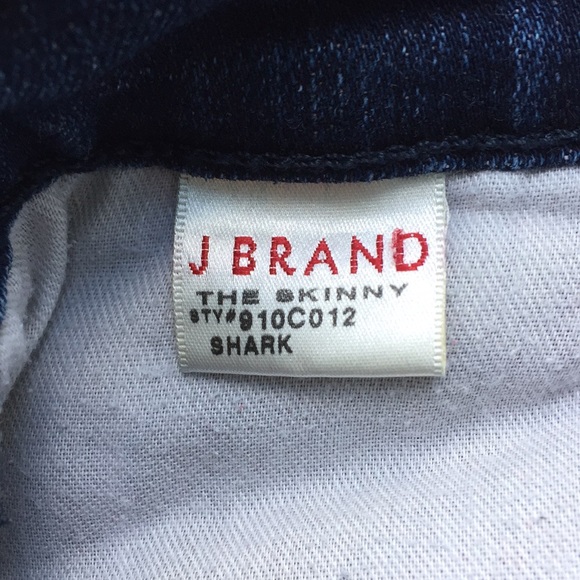 J BRAND
THE SKINNY
STY#910C012
SHARK